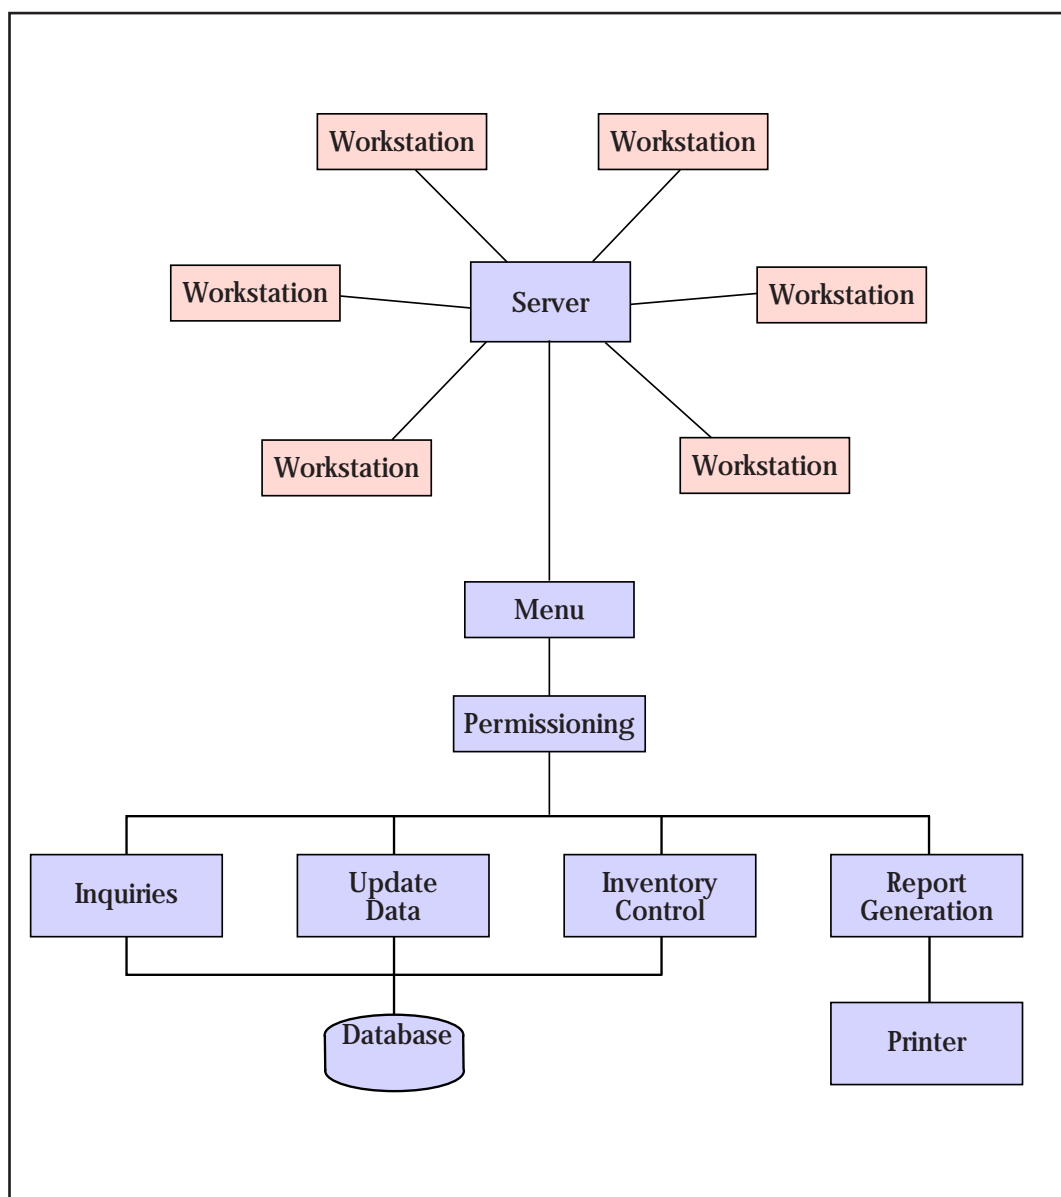 Workstation
Workstation
Workstation
Server
Workstation
Workstation
Workstation
Menu
Permissioning
Inquiries
Update
Data
Inventory
Control
Report
Generation
Database
Printer